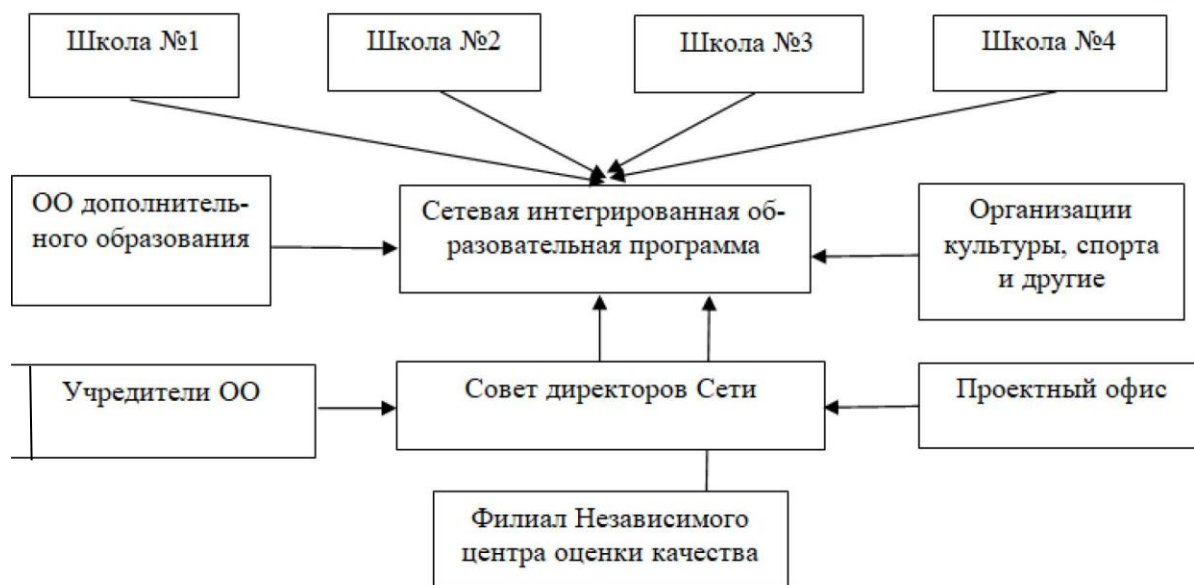 Школа №1
Школа №2
Школа №3
Школа №4
ОО дополнитель-
ного образования
Сетевая интегрированная об-
разовательная программа
Организации
культуры, спорта
и другие
Учредители ОО
Совет директоров Сети
Проектный офис
Филиал Независимого
центра оценки качества